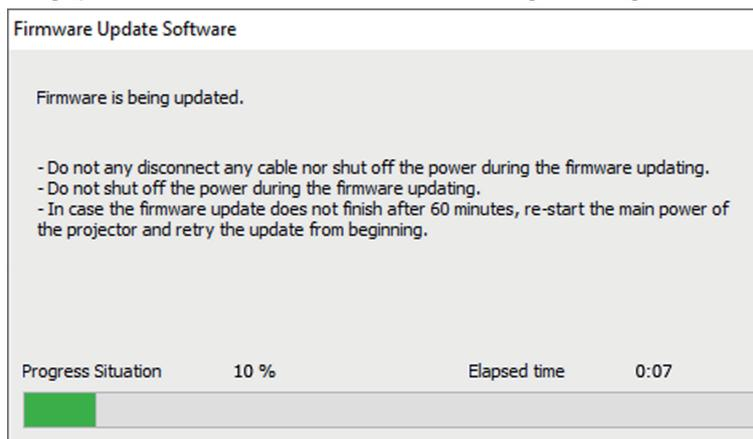 Firmware Update Software
Firmware is being updated.
- Do not any disconnect any cable nor shut off the power during the firmware updating.
- Do not shut off the power during the firmware updating.
- In case the firmware update does not finish after 60 minutes, re-start the main power of
the projector and retry the update from beginning.
Progress Situation 10 % Elapsed time 0:07